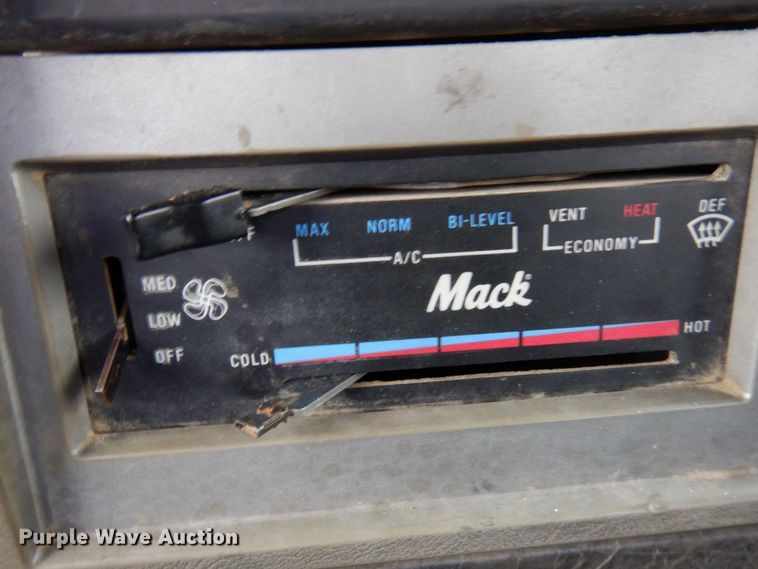 MAX NORM BI-LEVEL VENT HEAT DEF
A/C ECONOMY
MED
LOW
OFF
Mack
COLD HOT
Purple Wave Auction